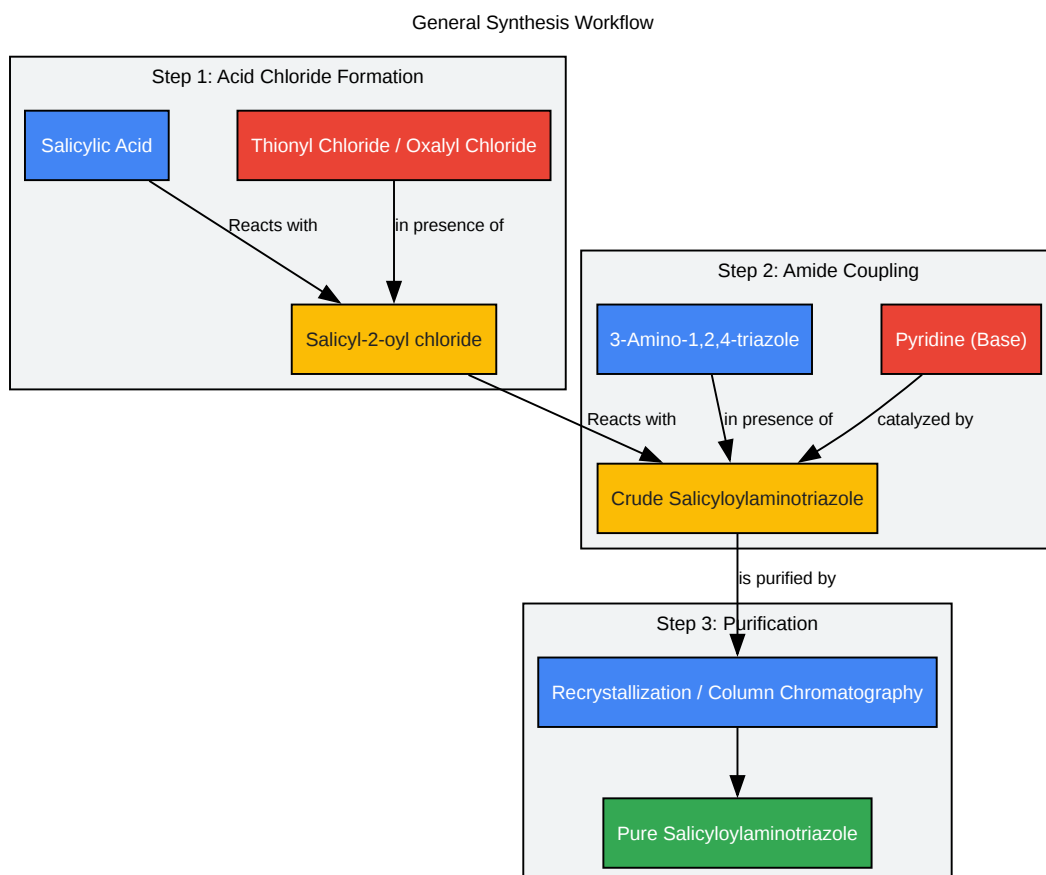 General Synthesis Workflow
Step 1: Acid Chloride Formation
Salicylic Acid
Thionyl Chloride / Oxalyl Chloride
Reacts with
in presence of
Salicyl-2-oyl chloride
Step 2: Amide Coupling
3-Amino-1,2,4-triazole
Pyridine (Base)
Reacts with
in presence of
catalyzed by
Crude Salicyloylaminotriazole
is purified by
Step 3: Purification
Recrystallization / Column Chromatography
Pure Salicyloylaminotriazole